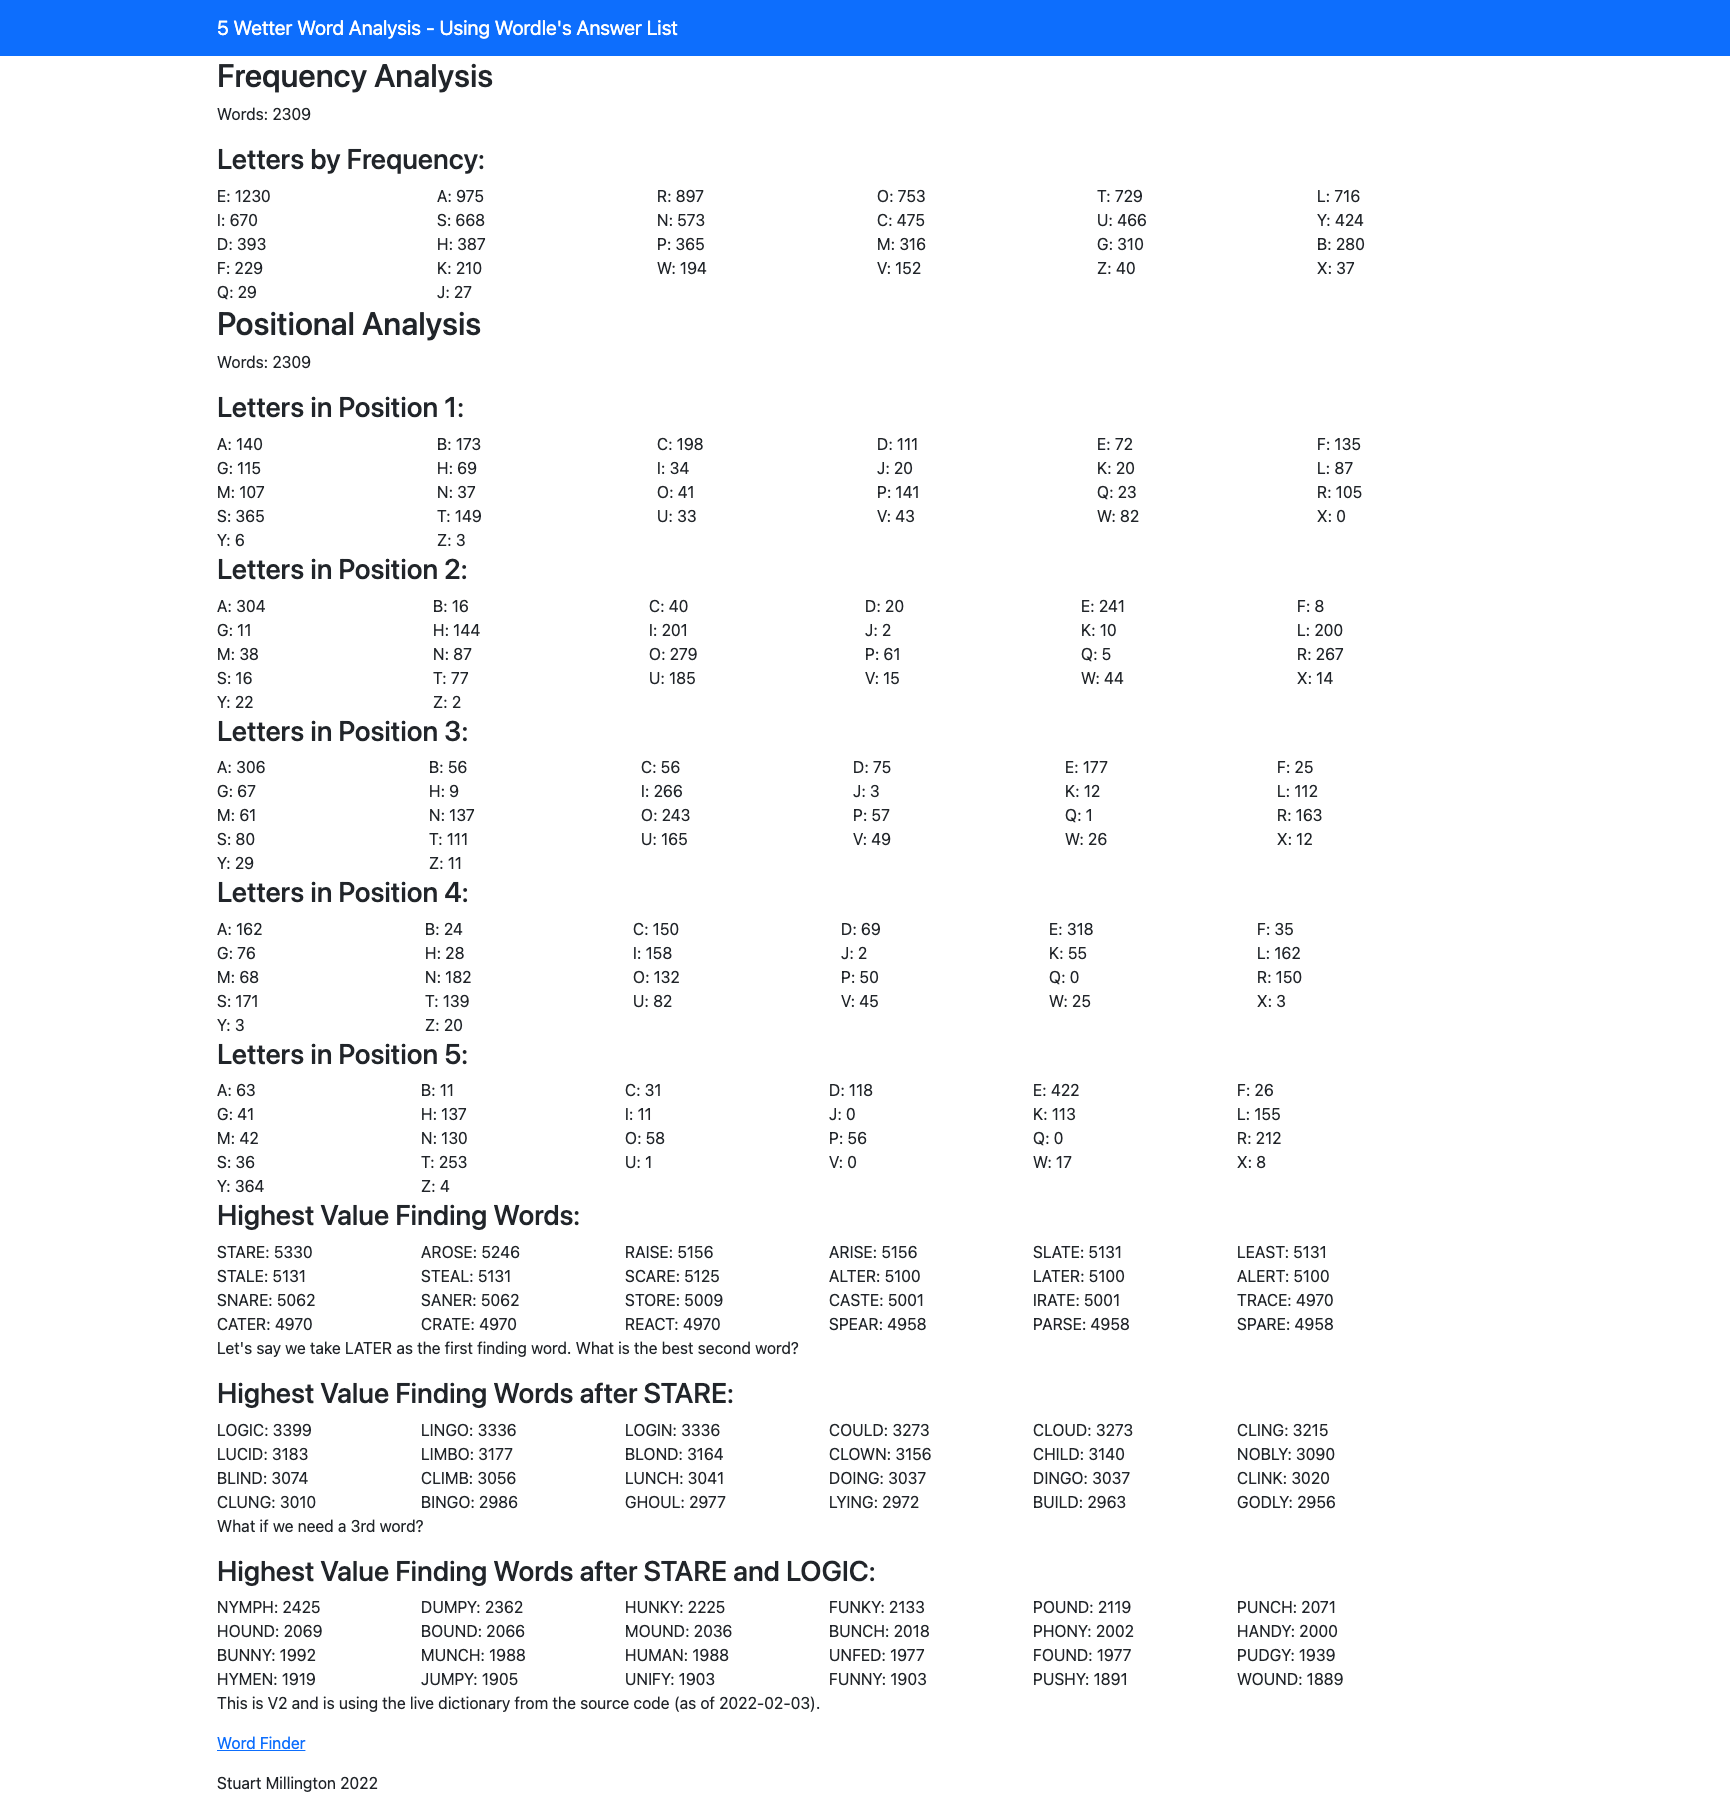 5 Wetter Word Analysis - Using Wordle's Answer List
Frequency Analysis
Words: 2309
Letters by Frequency:
E: 1230 A: 975 R: 897 O: 753 T: 729 L: 716
I: 670 S: 668 N: 573 C: 475 U: 466 Y: 424
D: 393 H: 387 P: 365 M: 316 G: 310 B: 280
F: 229 K: 210 W: 194 V: 152 Z: 40 X: 37
Q: 29 J: 27
Positional Analysis
Words: 2309
Letters in Position 1:
A: 140 B: 173 C: 198 D: 111 E: 72 F: 135
G: 115 H: 69 I: 34 J: 20 K: 20 L: 87
M: 107 N: 37 O: 41 P: 141 Q: 23 R: 105
S: 365 T: 149 U: 33 V: 43 W: 82 X: 0
Y: 6 Z: 3
Letters in Position 2:
A: 304 B: 16 C: 40 D: 20 E: 241 F: 8
G: 11 H: 144 I: 201 J: 2 K: 10 L: 200
M: 38 N: 87 O: 279 P: 61 Q: 5 R: 267
S: 16 T: 77 U: 185 V: 15 W: 44 X: 14
Y: 22 Z: 2
Letters in Position 3:
A: 306 B: 56 C: 56 D: 75 E: 177 F: 25
G: 67 H: 9 I: 266 J: 3 K: 12 L: 112
M: 61 N: 137 O: 243 P: 57 Q: 1 R: 163
S: 80 T: 111 U: 165 V: 49 W: 26 X: 12
Y: 29 Z: 11
Letters in Position 4:
A: 162 B: 24 C: 150 D: 69 E: 318 F: 35
G: 76 H: 28 I: 158 J: 2 K: 55 L: 162
M: 68 N: 182 O: 132 P: 50 Q: 0 R: 150
S: 171 T: 139 U: 82 V: 45 W: 25 X: 3
Y: 3 Z: 20
Letters in Position 5:
A: 63 B: 11 C: 31 D: 118 E: 422 F: 26
G: 41 H: 137 I: 11 J: 0 K: 113 L: 155
M: 42 N: 130 O: 58 P: 56 Q: 0 R: 212
S: 36 T: 253 U: 1 V: 0 W: 17 X: 8
Y: 364 Z: 4
Highest Value Finding Words:
STARE: 5330 AROSE: 5246 RAISE: 5156 ARISE: 5156 SLATE: 5131 LEAST: 5131
STALE: 5131 STEAL: 5131 SCARE: 5125 ALTER: 5100 LATER: 5100 ALERT: 5100
SNARE: 5062 SANER: 5062 STORE: 5009 CASTE: 5001 IRATE: 5001 TRACE: 4970
CATER: 4970 CRATE: 4970 REACT: 4970 SPEAR: 4958 PARSE: 4958 SPARE: 4958
Let's say we take LATER as the first finding word. What is the best second word?
Highest Value Finding Words after STARE:
LOGIC: 3399 LINGO: 3336 LOGIN: 3336 COULD: 3273 CLOUD: 3273 CLING: 3215
LUCID: 3183 LIMBO: 3177 BLOND: 3164 CLOWN: 3156 CHILD: 3140 NOBLY: 3090
BLIND: 3074 CLIMB: 3056 LUNCH: 3041 DOING: 3037 DINGO: 3037 CLINK: 3020
CLUNG: 3010 BINGO: 2986 GHOUL: 2977 LYING: 2972 BUILD: 2963 GODLY: 2956
What if we need a 3rd word?
Highest Value Finding Words after STARE and LOGIC:
NYMPH: 2425 DUMPY: 2362 HUNKY: 2225 FUNKY: 2133 POUND: 2119 PUNCH: 2071
HOUND: 2069 BOUND: 2066 MOUND: 2036 BUNCH: 2018 PHONY: 2002 HANDY: 2000
BUNNY: 1992 MUNCH: 1988 HUMAN: 1988 UNFED: 1977 FOUND: 1977 PUDGY: 1939
HYMEN: 1919 JUMPY: 1905 UNIFY: 1903 FUNNY: 1903 PUSHY: 1891 WOUND: 1889
This is V2 and is using the live dictionary from the source code (as of 2022-02-03).
Word Finder
Stuart Millington 2022